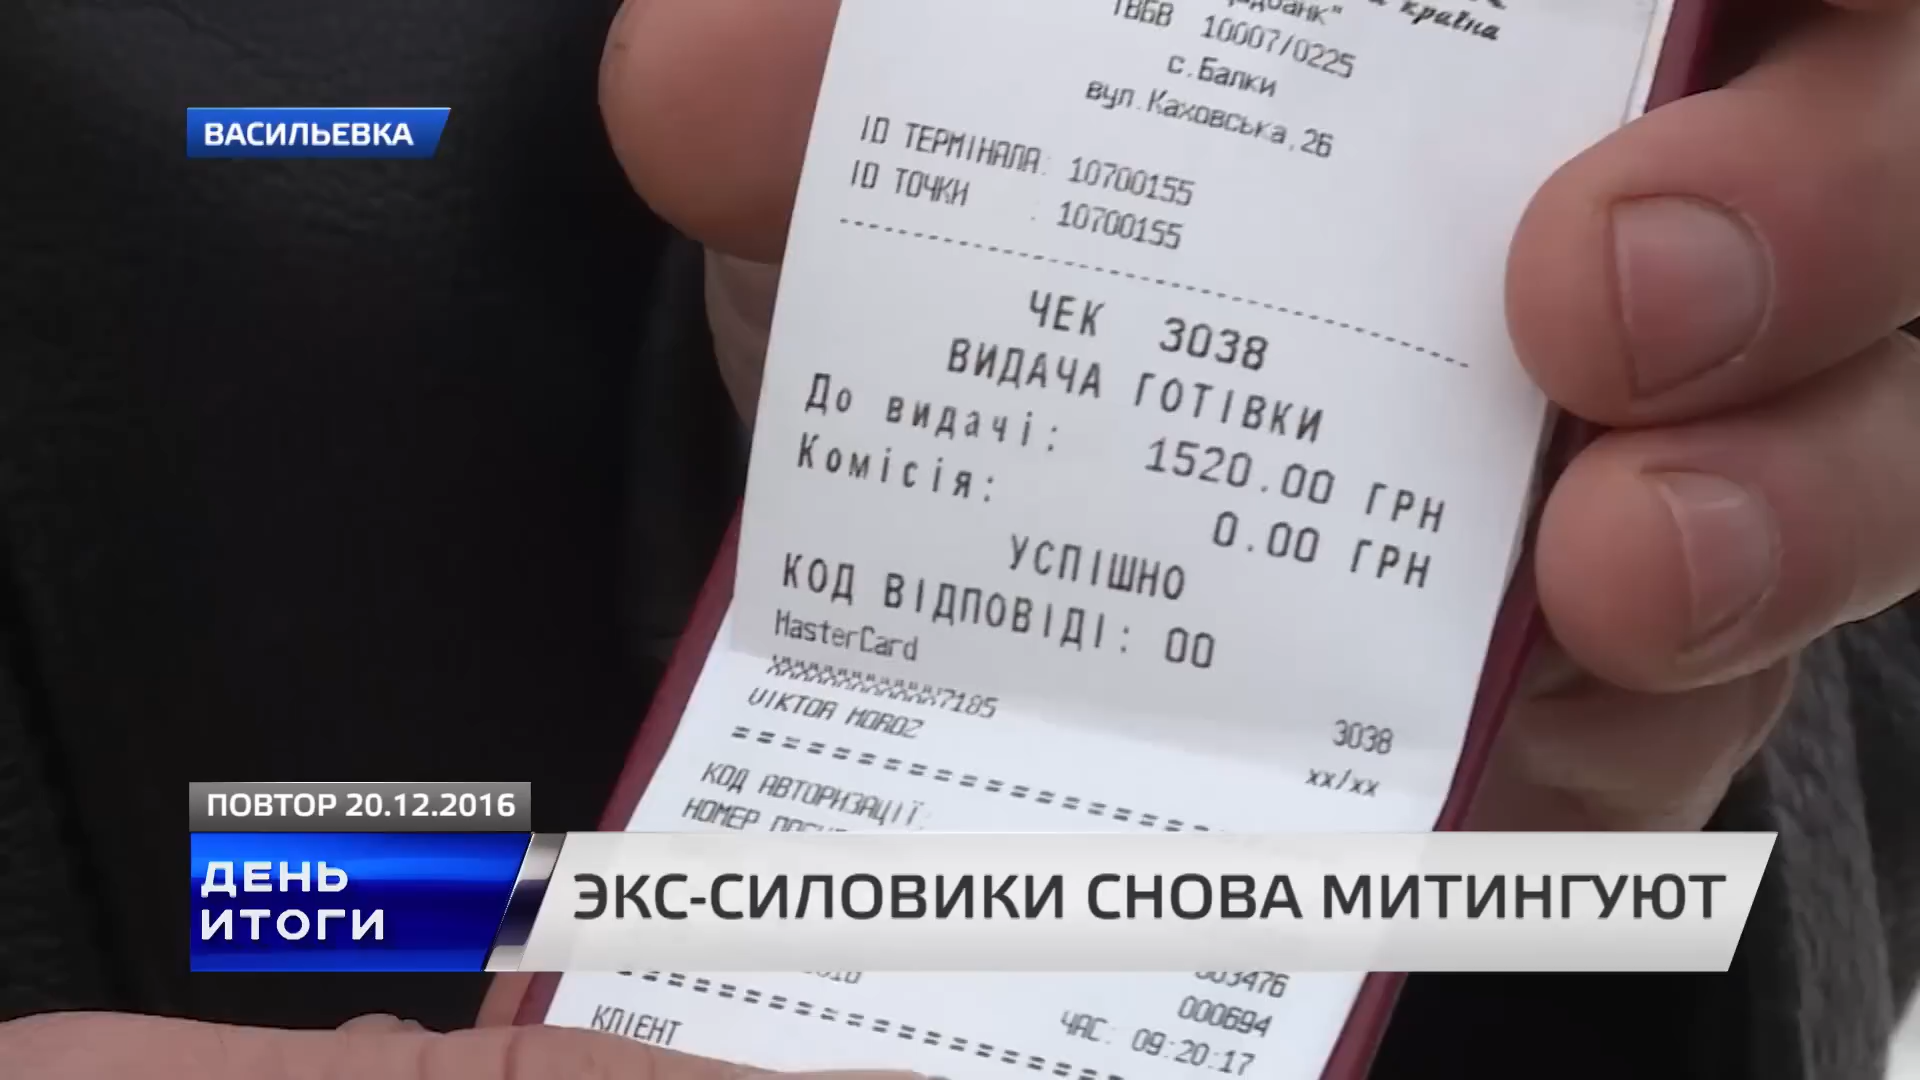 країна
ТВБВ 10007/0225
с.Балки
вул.Каховська,26
ID ТЕРМІНАЛА: 10700155
ID ТОЧКИ : 10700155
ЧЕК 3038
ВИДАЧА ГОТІВКИ
До видачі: 1520.00 ГРН
Комісія: 0.00 ГРН
УСПІШНО
КОД ВІДПОВІДІ: 00
MasterCard 3038
XXXXXXXXXXXX7185 xx/xx
VIKTOR MOROZ
КОД АВТОРИЗАЦІЇ:
НОМЕР
003476
000694
ЧАС: 09:20:17
КЛІЄНТ
ВАСИЛЬЕВКА
ПОВТОР 20.12.2016
ДЕНЬ
ИТОГИ
ЭКС-СИЛОВИКИ СНОВА МИТИНГУЮТ